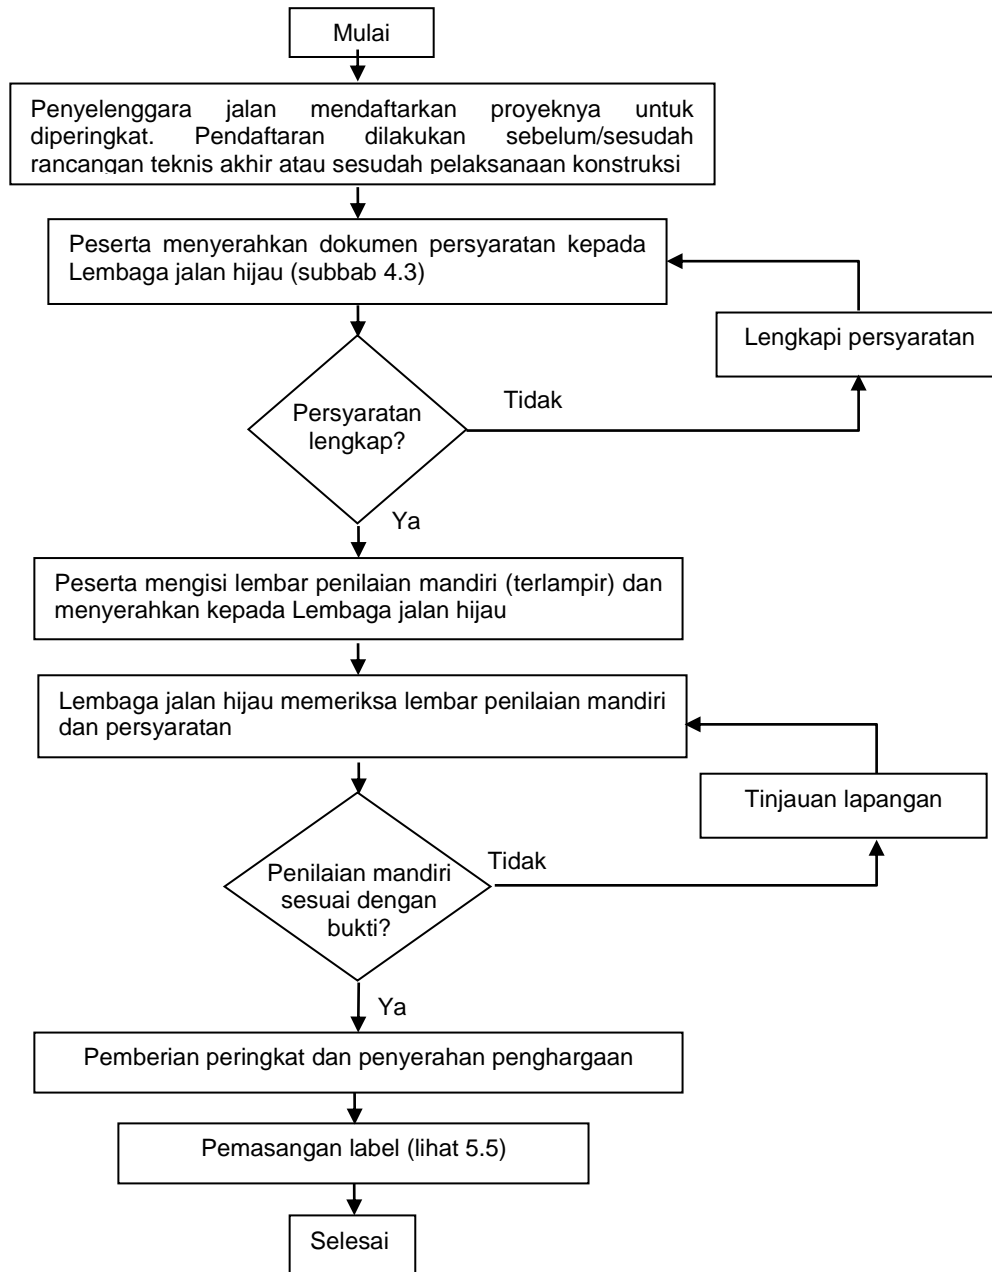 Mulai
Penyelenggara jalan mendaftarkan proyeknya untuk
diperingkat. Pendaftaran dilakukan sebelum/sesudah
rancangan teknis akhir atau sesudah pelaksanaan konstruksi
Peserta menyerahkan dokumen persyaratan kepada
Lembaga jalan hijau (subbab 4.3)
Lengkapi persyaratan
Tidak
Persyaratan
lengkap?
Ya
Peserta mengisi lembar penilaian mandiri (terlampir) dan
menyerahkan kepada Lembaga jalan hijau
Lembaga jalan hijau memeriksa lembar penilaian mandiri
dan persyaratan
Tinjauan lapangan
Tidak
Penilaian mandiri
sesuai dengan
bukti?
Ya
Pemberian peringkat dan penyerahan penghargaan
Pemasangan label (lihat 5.5)
Selesai